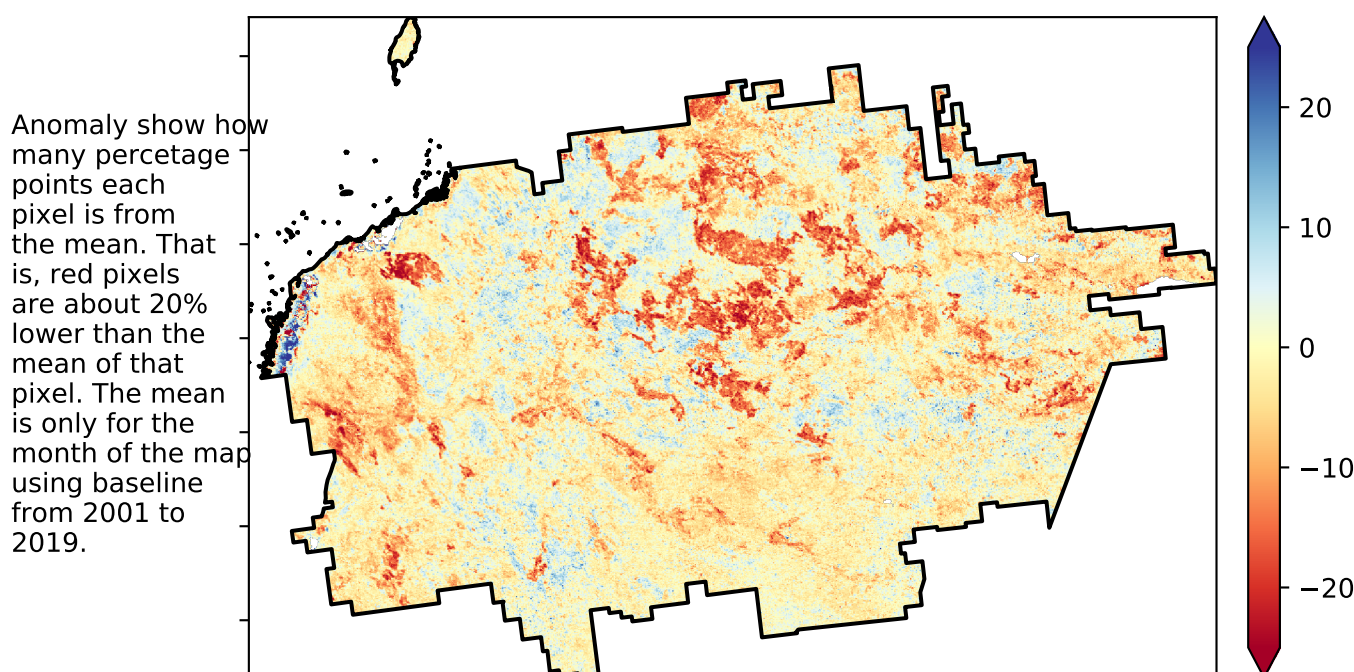 Anomaly show how
many percetage
points each
pixel is from
the mean. That
is, red pixels
are about 20%
lower than the
mean of that
pixel. The mean
is only for the
month of the map
using baseline
from 2001 to
2019.
20
10
0
−10
−20